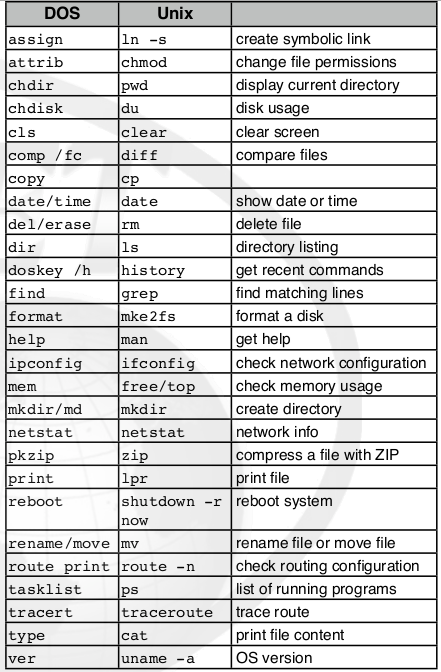 DOS Unix
assign ln -s create symbolic link
attrib chmod change file permissions
chdir pwd display current directory
chdisk du disk usage
cls clear clear screen
comp /fc diff compare files
copy cp
date/time date show date or time
del/erase rm delete file
dir ls directory listing
doskey /h history get recent commands
find grep find matching lines
format mke2fs format a disk
help man get help
ipconfig ifconfig check network configuration
mem free/top check memory usage
mkdir/md mkdir create directory
netstat netstat network info
pkzip zip compress a file with ZIP
print lpr print file
reboot shutdown -r reboot system
now
rename/move mv rename file or move file
route print route -n check routing configuration
tasklist ps list of running programs
tracert traceroute trace route
type cat print file content
ver uname -a OS version